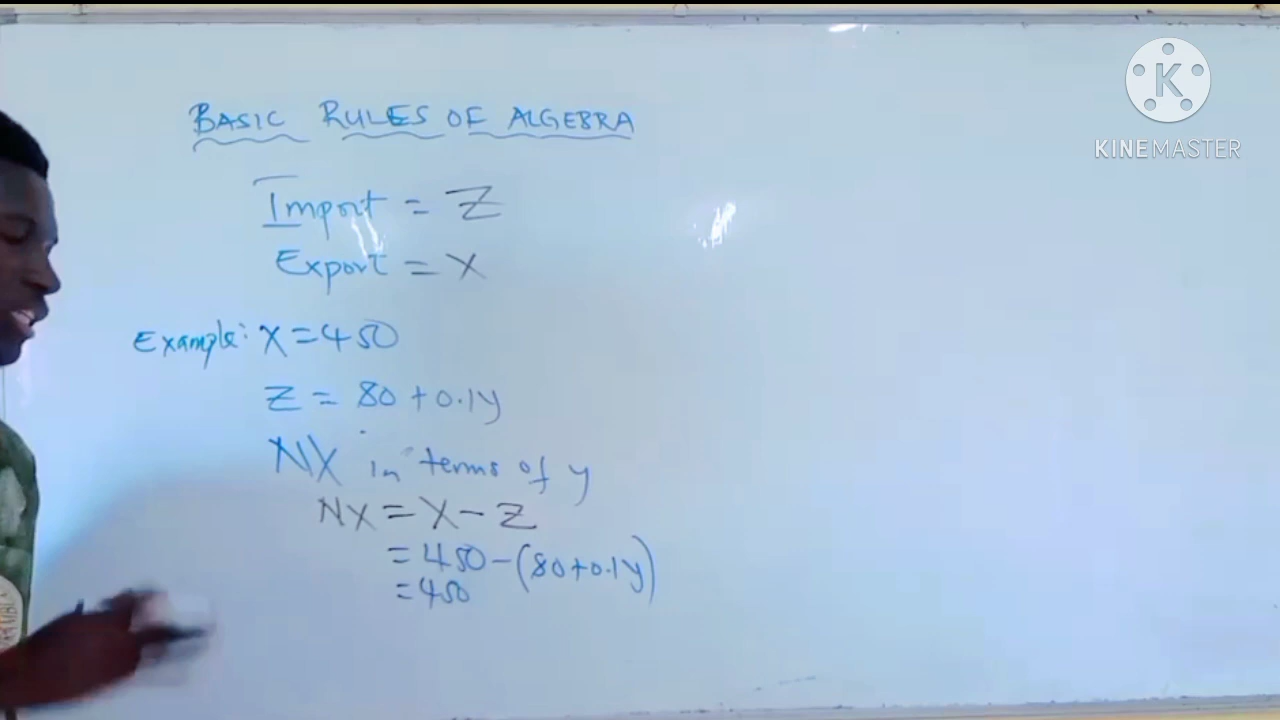 BASIC RULES OF ALGEBRA
Import = Z
Export = X
Example: X = 450
Z = 80 + 0.1y
NX in terms of y
NX = X - Z
= 450 - (80 + 0.1y)
= 450
K
KINEMASTER